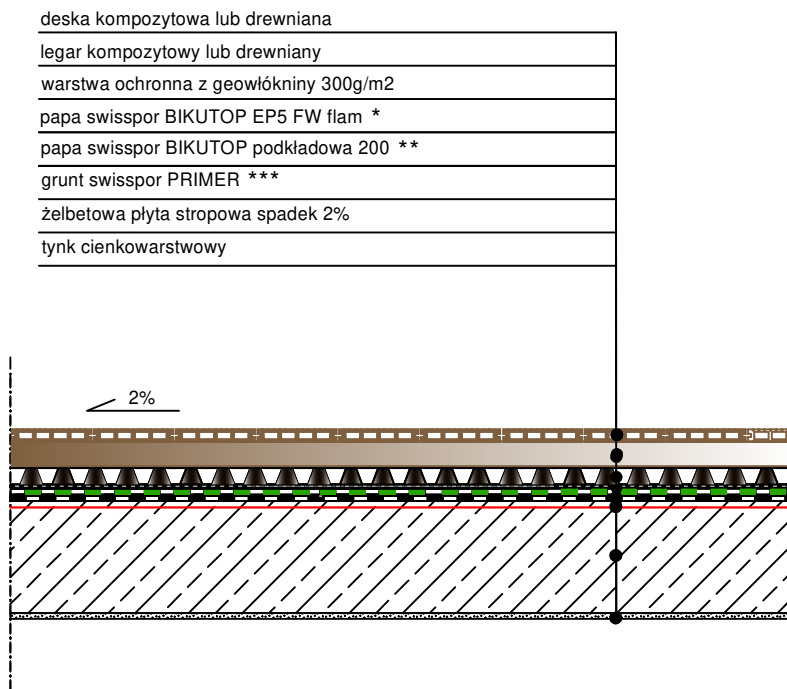 deska kompozytowa lub drewniana
legar kompozytowy lub drewniany
warstwa ochronna z geowłókniny 300g/m2
papa swisspor BIKUTOP EP5 FW flam *
papa swisspor BIKUTOP podkładowa 200 **
grunt swisspor PRIMER ***
żelbetowa płyta stropowa spadek 2%
tynk cienkowarstwowy
2%